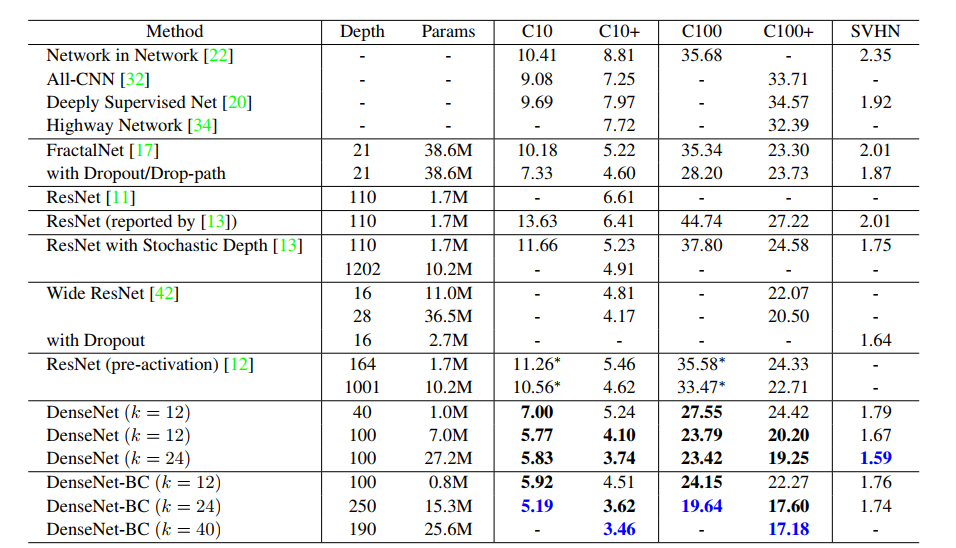 Method Depth Params C10 C10+ C100 C100+ SVHN
Network in Network [22] - - 10.41 8.81 35.68 - 2.35
All-CNN [32] - - 9.08 7.25 - 33.71 -
Deeply Supervised Net [20] - - 9.69 7.97 - 34.57 1.92
Highway Network [34] - - - 7.72 - 32.39 -
FractalNet [17] 21 38.6M 10.18 5.22 35.34 23.30 2.01
with Dropout/Drop-path 21 38.6M 7.33 4.60 28.20 23.73 1.87
ResNet [11] 110 1.7M - 6.61 - - -
ResNet (reported by [13]) 110 1.7M 13.63 6.41 44.74 27.22 2.01
ResNet with Stochastic Depth [13] 110 1.7M 11.66 5.23 37.80 24.58 1.75
1202 10.2M - 4.91 - - -
Wide ResNet [42] 16 11.0M - 4.81 - 22.07 -
28 36.5M - 4.17 - 20.50 -
with Dropout 16 2.7M - - - - 1.64
ResNet (pre-activation) [12] 164 1.7M 11.26* 5.46 35.58* 24.33 -
1001 10.2M 10.56* 4.62 33.47* 22.71 -
DenseNet (k = 12) 40 1.0M 7.00 5.24 27.55 24.42 1.79
DenseNet (k = 12) 100 7.0M 5.77 4.10 23.79 20.20 1.67
DenseNet (k = 24) 100 27.2M 5.83 3.74 23.42 19.25 1.59
DenseNet-BC (k = 12) 100 0.8M 5.92 4.51 24.15 22.27 1.76
DenseNet-BC (k = 24) 250 15.3M 5.19 3.62 19.64 17.60 1.74
DenseNet-BC (k = 40) 190 25.6M - 3.46 - 17.18 -